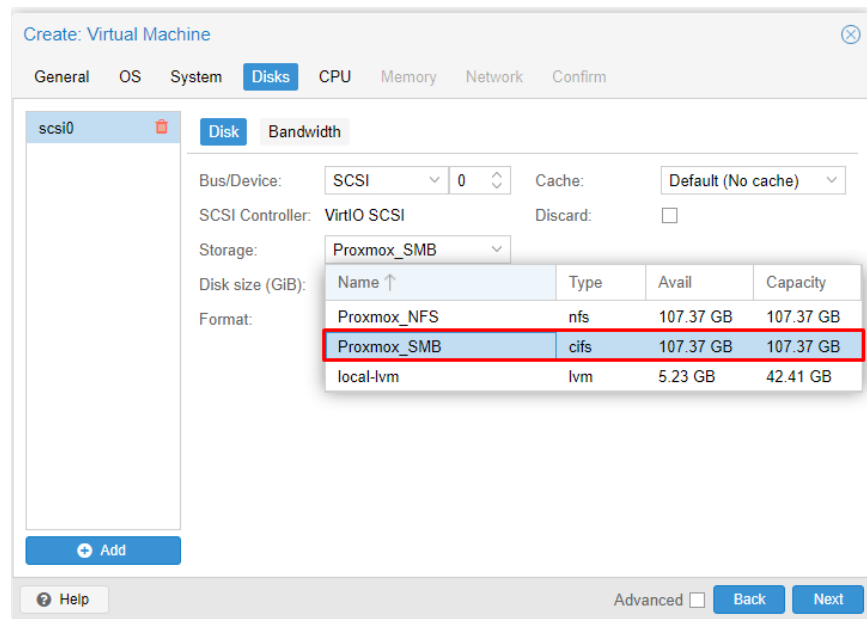 Create: Virtual Machine
General OS System Disks CPU Memory Network Confirm
scsi0
Disk Bandwidth
Bus/Device: SCSI 0 Cache: Default (No cache)
SCSI Controller: VirtIO SCSI Discard:
Storage: Proxmox_SMB
Disk size (GiB):
Format:
Name Type Avail Capacity
Proxmox_NFS nfs 107.37 GB 107.37 GB
Proxmox_SMB cifs 107.37 GB 107.37 GB
local-lvm lvm 5.23 GB 42.41 GB
Add
Help Advanced Back Next